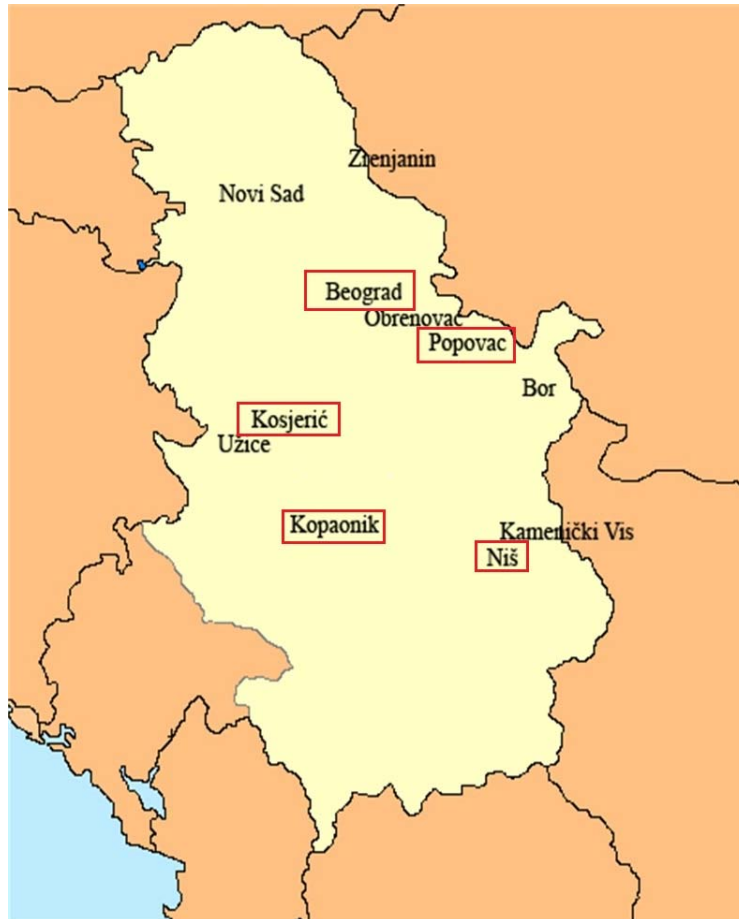 Zrenjanin
Novi Sad
Beograd
Obrenovac
Popovac
Bor
Kosjerić
Užice
Kopaonik
Kamenički Vis
Niš